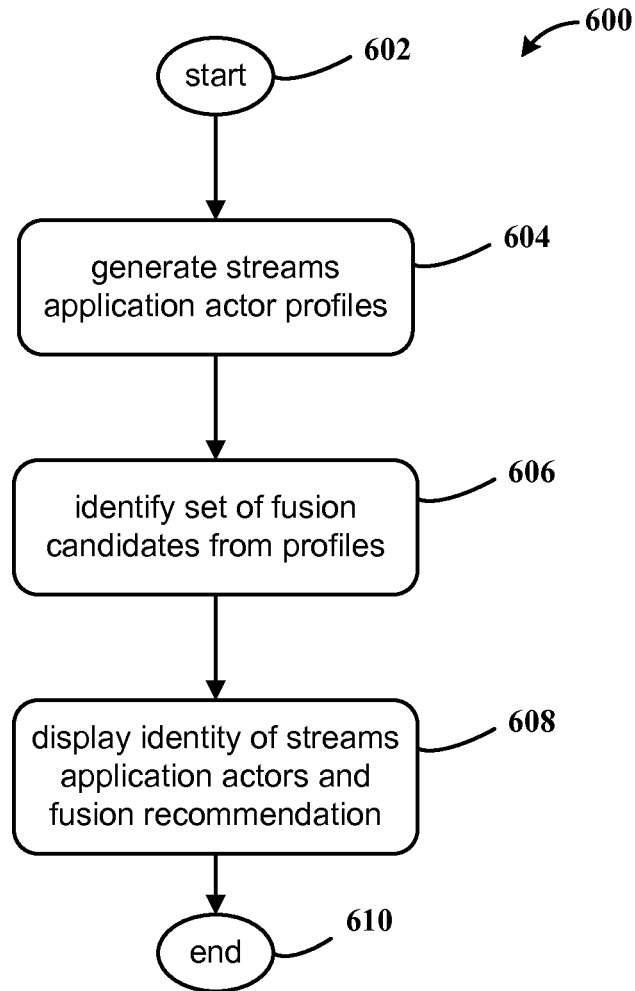 600
start
602
generate streams
application actor profiles
604
identify set of fusion
candidates from profiles
606
display identity of streams
application actors and
fusion recommendation
608
end
610